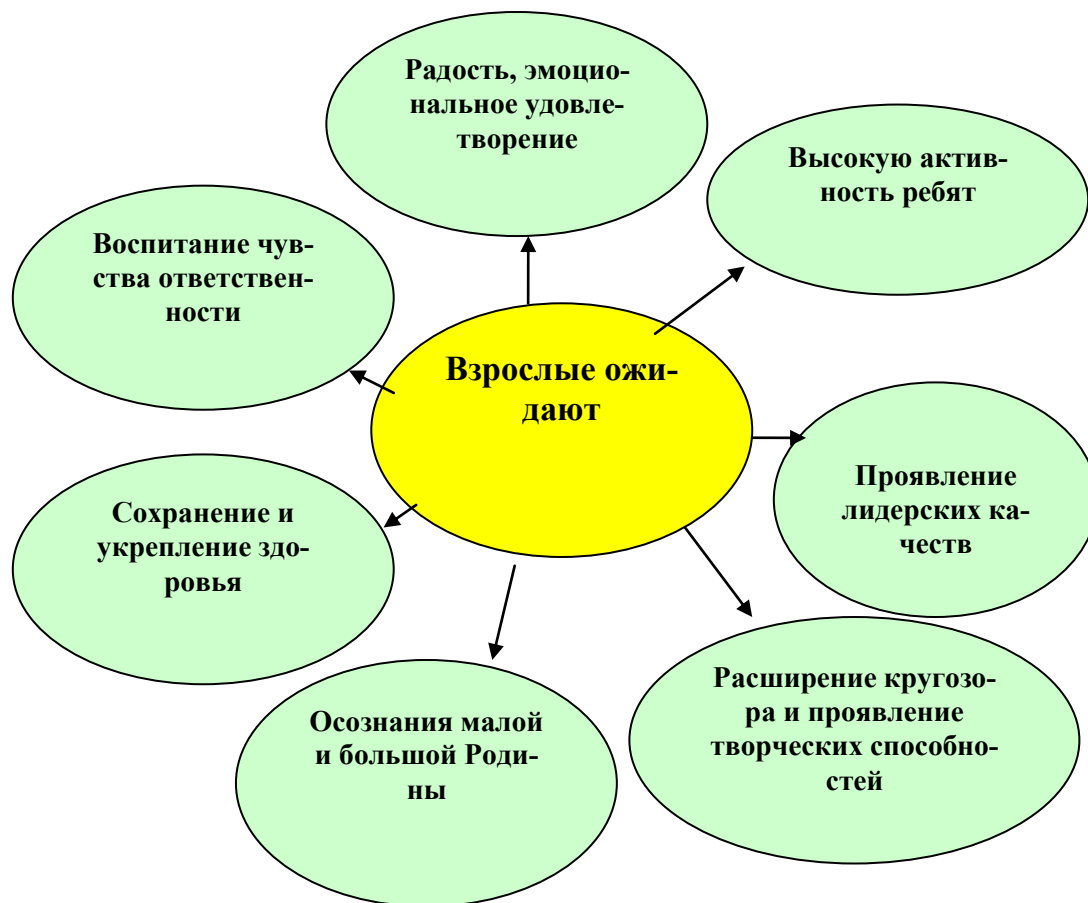 Радость, эмоцио-
нальное удовле-
творение
Высокую актив-
ность ребят
Воспитание чув-
ства ответствен-
ности
Взрослые ожи-
дают
Проявление
лидерских ка-
честв
Сохранение и
укрепление здо-
ровья
Расширение кругозо-
ра и проявление
творческих способно-
стей
Осознания малой
и большой Роди-
ны